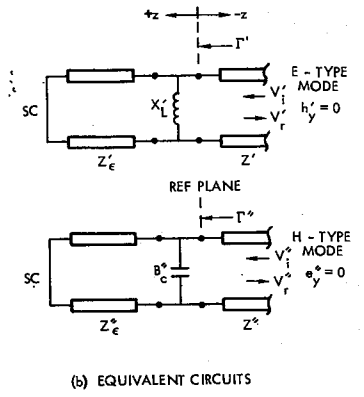 +z -z
Γ'
E - TYPE
MODE
h'y = 0
V'i
V'r
SC
X'L
Z'ϵ
Z'
REF PLANE
Γ"
H - TYPE
MODE
e"y = 0
V"i
V"r
SC
B"c
Z"ϵ
Z"
(b) EQUIVALENT CIRCUITS